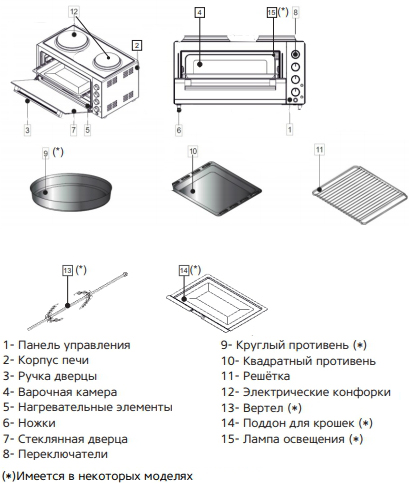 12
2
3
7
5
4
15 (*)
8
6
1
9 (*)
10
11
13 (*)
14 (*)
1- Панель управления
2- Корпус печи
3- Ручка дверцы
4- Варочная камера
5- Нагревательные элементы
6- Ножки
7- Стеклянная дверца
8- Переключатели
9- Круглый противень (*)
10- Квадратный противень
11- Решётка
12- Электрические конфорки
13- Вертел (*)
14- Поддон для крошек (*)
15- Лампа освещения (*)
(*)Имеется в некоторых моделях